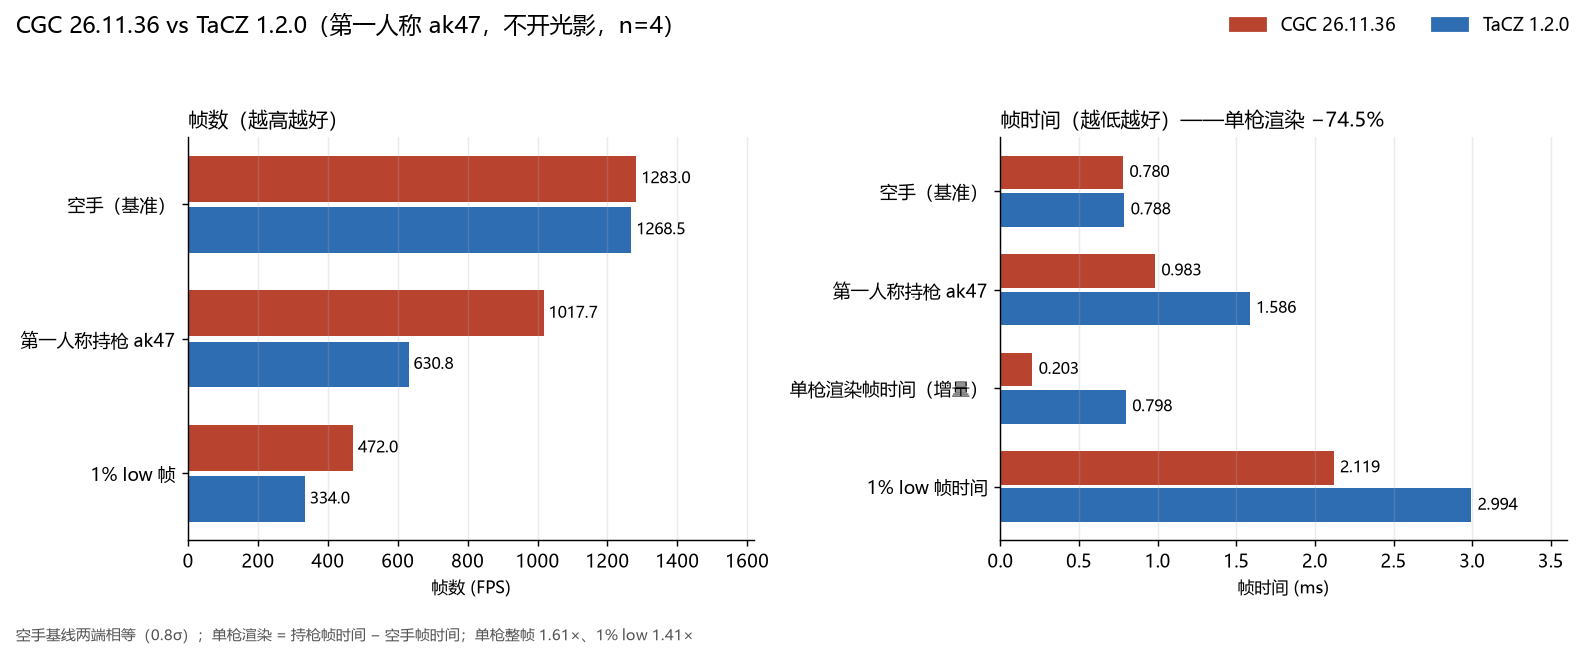 CGC 26.11.36 vs TaCZ 1.2.0（第一人称 ak47，不开光影，n=4）
CGC 26.11.36
TaCZ 1.2.0
帧数（越高越好）
空手（基准）
1283.0
1268.5
第一人称持枪 ak47
1017.7
630.8
1% low 帧
472.0
334.0
0 200 400 600 800 1000 1200 1400 1600
帧数 (FPS)
帧时间（越低越好）——单枪渲染 −74.5%
空手（基准）
0.780
0.788
第一人称持枪 ak47
0.983
1.586
单枪渲染帧时间（增量）
0.203
0.798
1% low 帧时间
2.119
2.994
0.0 0.5 1.0 1.5 2.0 2.5 3.0 3.5
帧时间 (ms)
空手基线两端相等（0.8σ）；单枪渲染 = 持枪帧时间 − 空手帧时间；单枪整帧 1.61×、1% low 1.41×